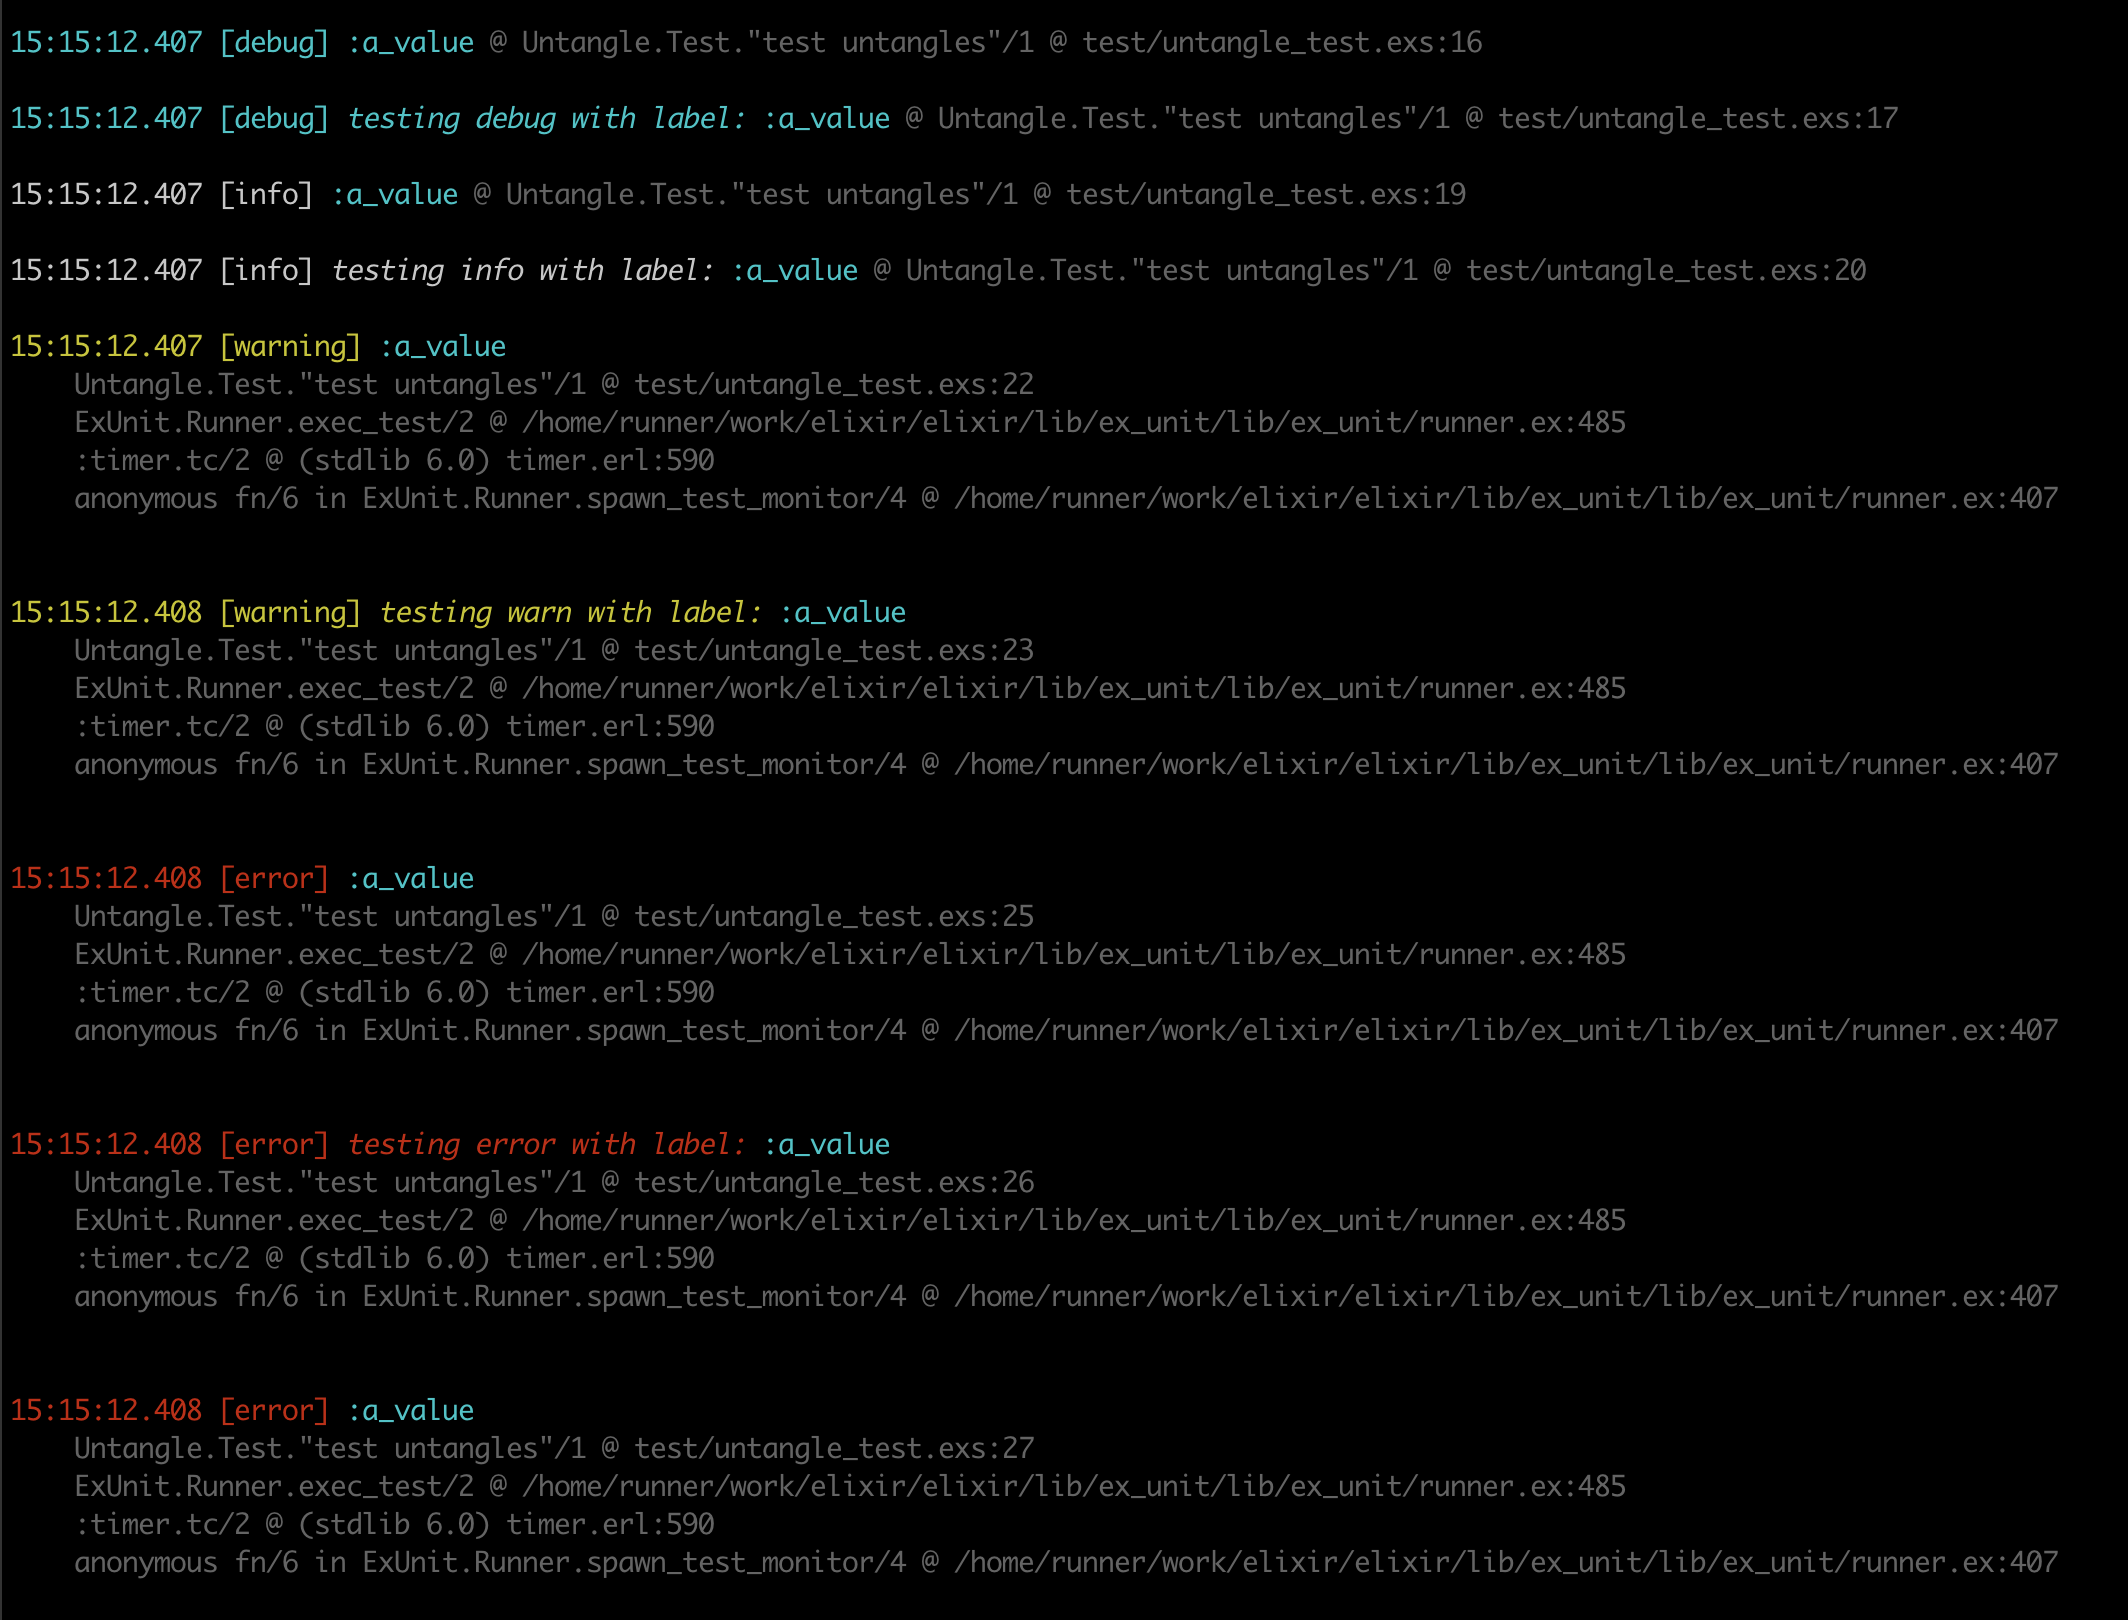 15:15:12.407 [debug] :a_value @ Untangle.Test."test untangles"/1 @ test/untangle_test.exs:16
15:15:12.407 [debug] testing debug with label: :a_value @ Untangle.Test."test untangles"/1 @ test/untangle_test.exs:17
15:15:12.407 [info] :a_value @ Untangle.Test."test untangles"/1 @ test/untangle_test.exs:19
15:15:12.407 [info] testing info with label: :a_value @ Untangle.Test."test untangles"/1 @ test/untangle_test.exs:20
15:15:12.407 [warning] :a_value
Untangle.Test."test untangles"/1 @ test/untangle_test.exs:22
ExUnit.Runner.exec_test/2 @ /home/runner/work/elixir/elixir/lib/ex_unit/lib/ex_unit/runner.ex:485
:timer.tc/2 @ (stdlib 6.0) timer.erl:590
anonymous fn/6 in ExUnit.Runner.spawn_test_monitor/4 @ /home/runner/work/elixir/elixir/lib/ex_unit/lib/ex_unit/runner.ex:407
15:15:12.408 [warning] testing warn with label: :a_value
Untangle.Test."test untangles"/1 @ test/untangle_test.exs:23
ExUnit.Runner.exec_test/2 @ /home/runner/work/elixir/elixir/lib/ex_unit/lib/ex_unit/runner.ex:485
:timer.tc/2 @ (stdlib 6.0) timer.erl:590
anonymous fn/6 in ExUnit.Runner.spawn_test_monitor/4 @ /home/runner/work/elixir/elixir/lib/ex_unit/lib/ex_unit/runner.ex:407
15:15:12.408 [error] :a_value
Untangle.Test."test untangles"/1 @ test/untangle_test.exs:25
ExUnit.Runner.exec_test/2 @ /home/runner/work/elixir/elixir/lib/ex_unit/lib/ex_unit/runner.ex:485
:timer.tc/2 @ (stdlib 6.0) timer.erl:590
anonymous fn/6 in ExUnit.Runner.spawn_test_monitor/4 @ /home/runner/work/elixir/elixir/lib/ex_unit/lib/ex_unit/runner.ex:407
15:15:12.408 [error] testing error with label: :a_value
Untangle.Test."test untangles"/1 @ test/untangle_test.exs:26
ExUnit.Runner.exec_test/2 @ /home/runner/work/elixir/elixir/lib/ex_unit/lib/ex_unit/runner.ex:485
:timer.tc/2 @ (stdlib 6.0) timer.erl:590
anonymous fn/6 in ExUnit.Runner.spawn_test_monitor/4 @ /home/runner/work/elixir/elixir/lib/ex_unit/lib/ex_unit/runner.ex:407
15:15:12.408 [error] :a_value
Untangle.Test."test untangles"/1 @ test/untangle_test.exs:27
ExUnit.Runner.exec_test/2 @ /home/runner/work/elixir/elixir/lib/ex_unit/lib/ex_unit/runner.ex:485
:timer.tc/2 @ (stdlib 6.0) timer.erl:590
anonymous fn/6 in ExUnit.Runner.spawn_test_monitor/4 @ /home/runner/work/elixir/elixir/lib/ex_unit/lib/ex_unit/runner.ex:407